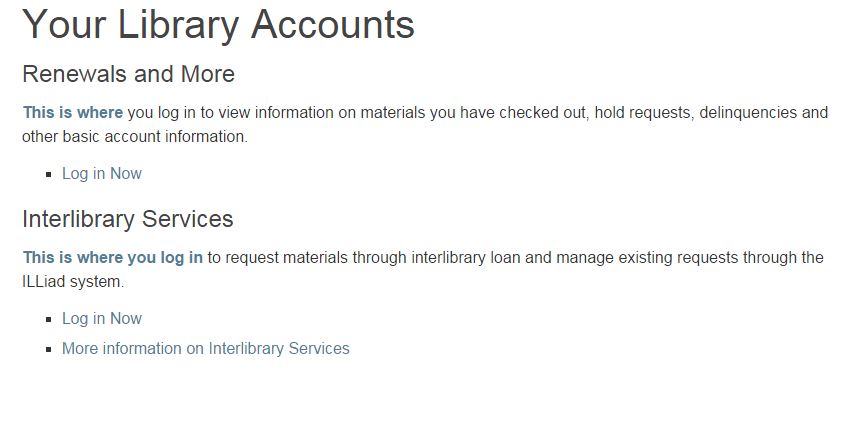 Your Library Accounts
Renewals and More
This is where you log in to view information on materials you have checked out, hold requests, delinquencies and
other basic account information.
Log in Now
Interlibrary Services
This is where you log in to request materials through interlibrary loan and manage existing requests through the
ILLiad system.
Log in Now
More information on Interlibrary Services